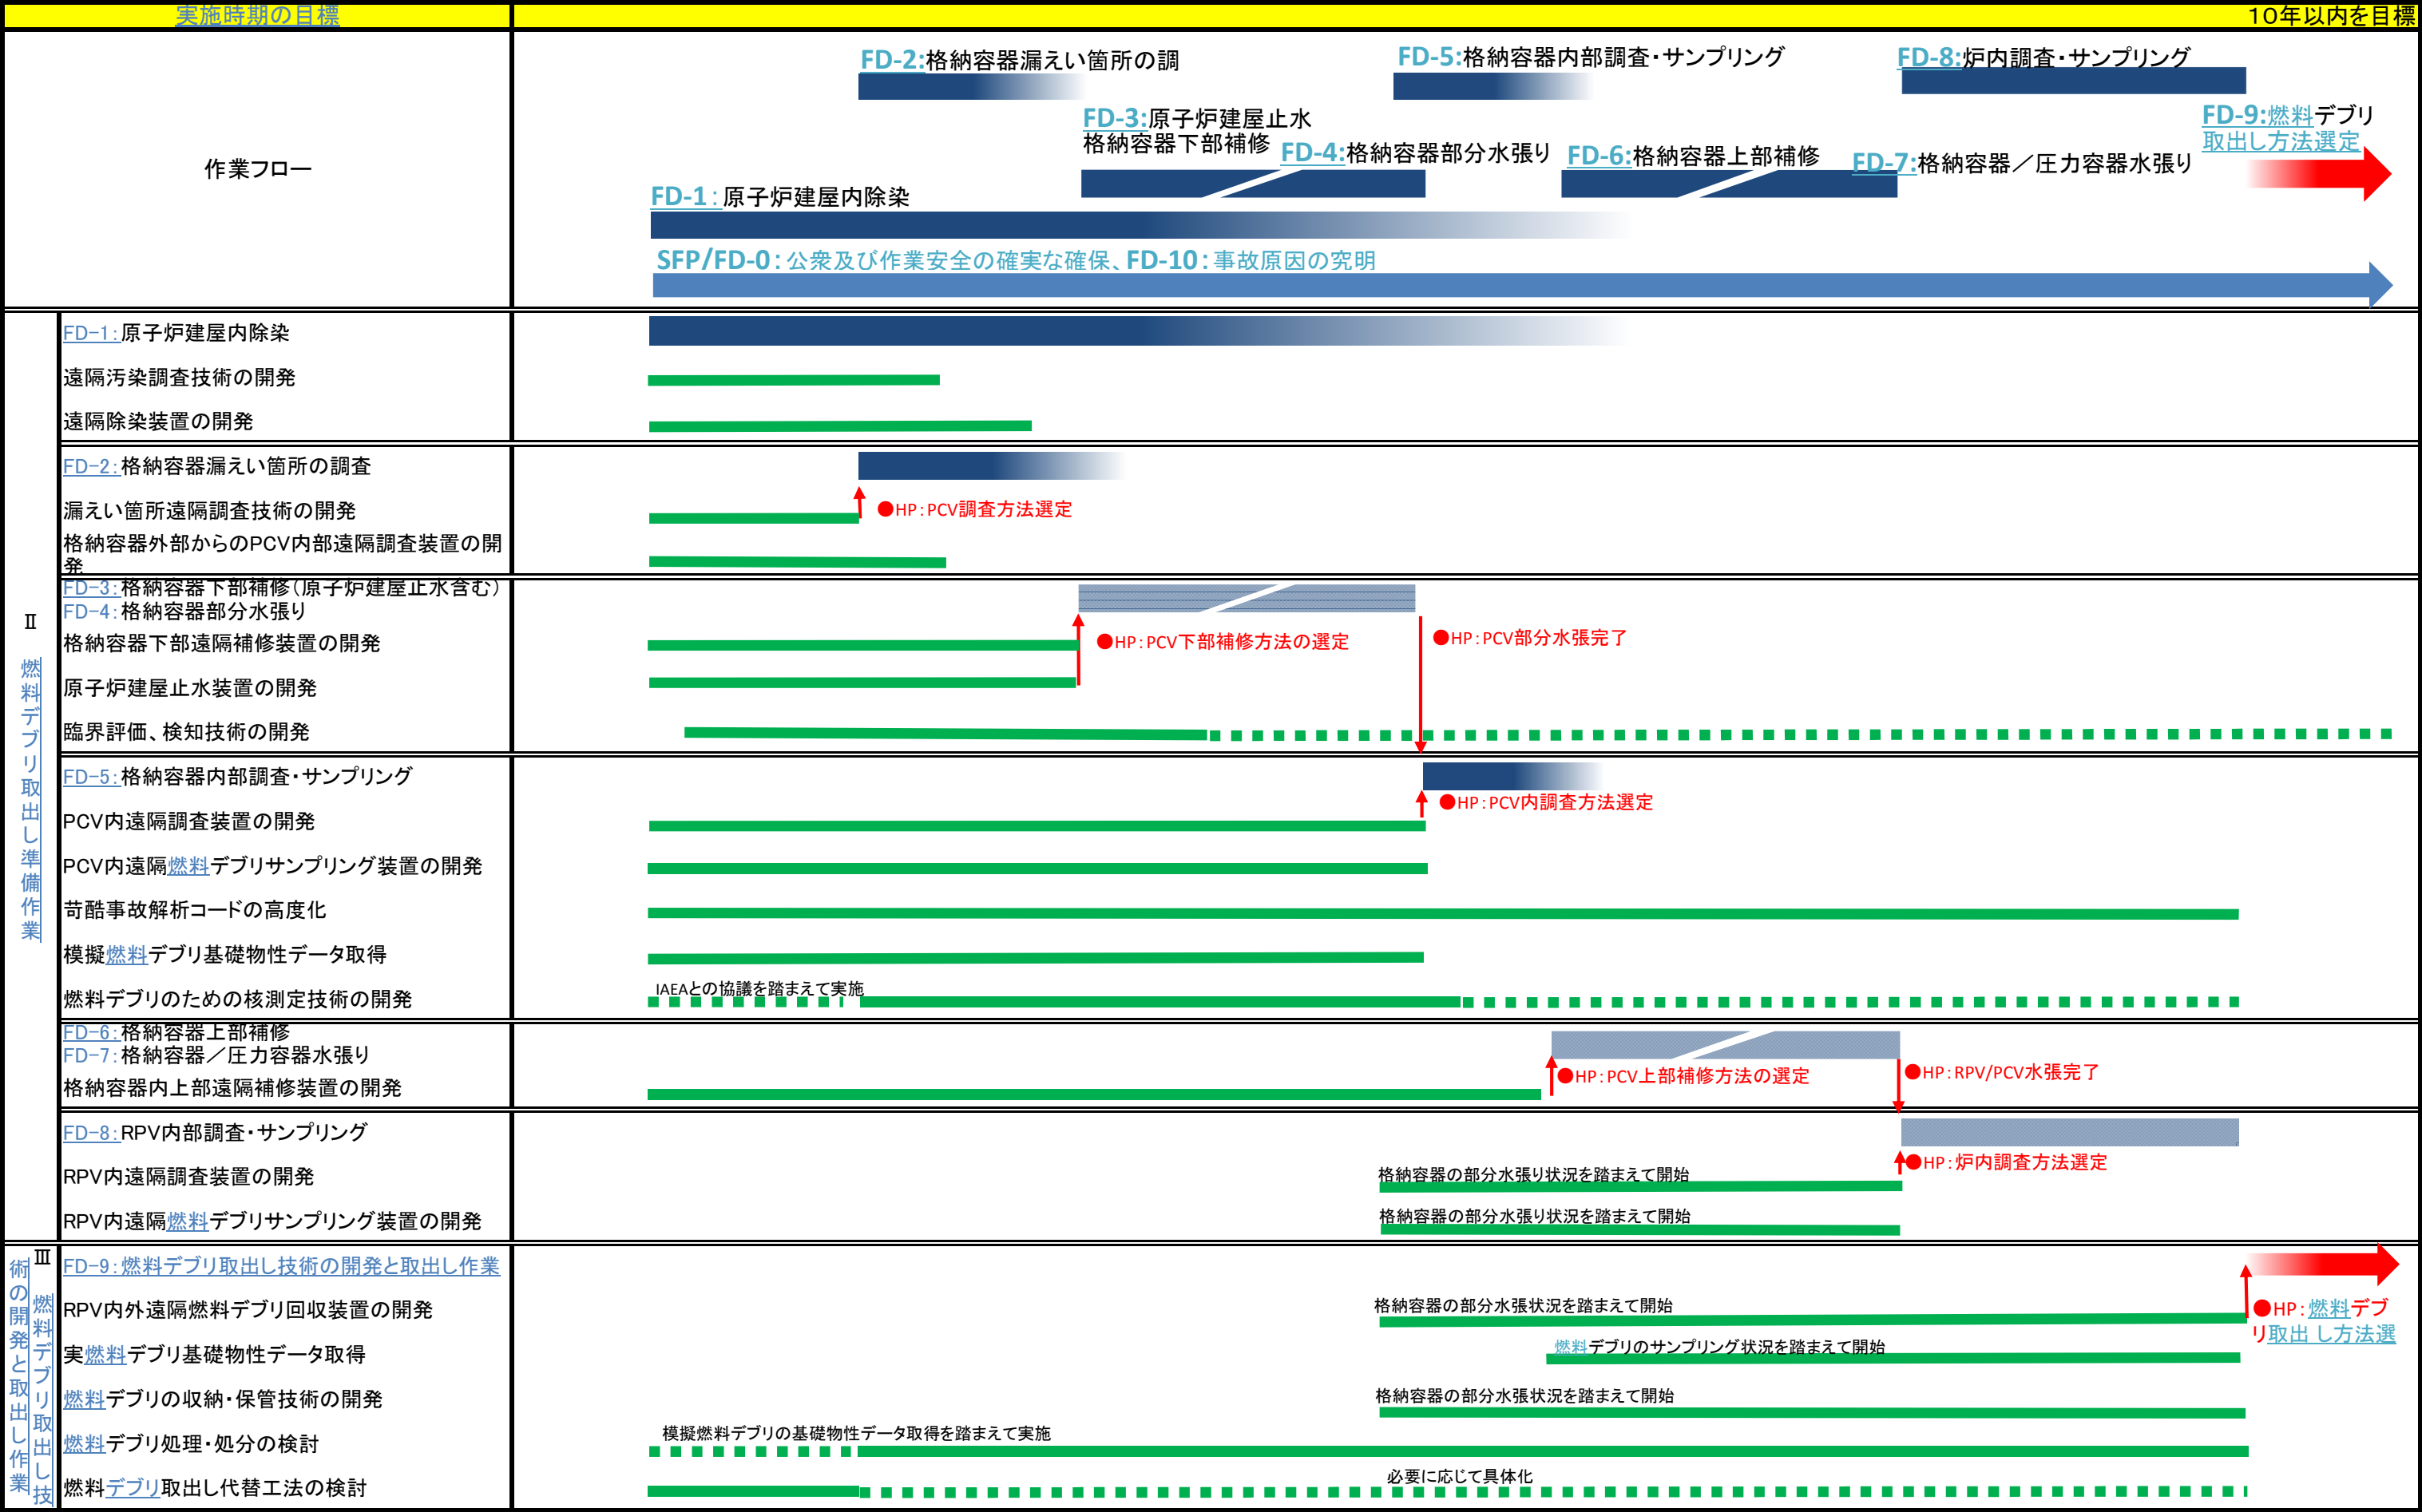 実施時期の目標
10年以内を目標
作業フロー
FD-2:格納容器漏えい箇所の調
FD-5:格納容器内部調査・サンプリング
FD-8:炉内調査・サンプリング
FD-3:原子炉建屋止水
格納容器下部補修
FD-4:格納容器部分水張り
FD-6:格納容器上部補修
FD-7:格納容器／圧力容器水張り
FD-9:燃料デブリ
取出し方法選定
FD-1：原子炉建屋内除染
SFP/FD-0：公衆及び作業安全の確実な確保、FD-10：事故原因の究明
Ⅱ 燃料デブリ取出し準備作業
FD-1：原子炉建屋内除染
遠隔汚染調査技術の開発
遠隔除染装置の開発
FD-2：格納容器漏えい箇所の調査
漏えい箇所遠隔調査技術の開発
●HP：PCV調査方法選定
格納容器外部からのPCV内部遠隔調査装置の開
発
FD-3：格納容器下部補修（原子炉建屋止水含む）
FD-4：格納容器部分水張り
格納容器下部遠隔補修装置の開発
●HP：PCV下部補修方法の選定
●HP：PCV部分水張完了
原子炉建屋止水装置の開発
臨界評価、検知技術の開発
FD-5：格納容器内部調査・サンプリング
●HP：PCV内調査方法選定
PCV内遠隔調査装置の開発
PCV内遠隔燃料デブリサンプリング装置の開発
苛酷事故解析コードの高度化
模擬燃料デブリ基礎物性データ取得
燃料デブリのための核測定技術の開発
IAEAとの協議を踏まえて実施
FD-6：格納容器上部補修
FD-7：格納容器／圧力容器水張り
格納容器内上部遠隔補修装置の開発
●HP：PCV上部補修方法の選定
●HP：RPV/PCV水張完了
FD-8：RPV内部調査・サンプリング
●HP：炉内調査方法選定
RPV内遠隔調査装置の開発
格納容器の部分水張り状況を踏まえて開始
RPV内遠隔燃料デブリサンプリング装置の開発
格納容器の部分水張り状況を踏まえて開始
Ⅲ 燃料デブリ取出し技
術の開発と取出し作業
FD-9：燃料デブリ取出し技術の開発と取出し作業
RPV内外遠隔燃料デブリ回収装置の開発
格納容器の部分水張状況を踏まえて開始
●HP：燃料デブ
リ取出 し方法選
実燃料デブリ基礎物性データ取得
燃料デブリのサンプリング状況を踏まえて開始
燃料デブリの収納・保管技術の開発
格納容器の部分水張状況を踏まえて開始
燃料デブリ処理・処分の検討
模擬燃料デブリの基礎物性データ取得を踏まえて実施
燃料デブリ取出し代替工法の検討
必要に応じて具体化